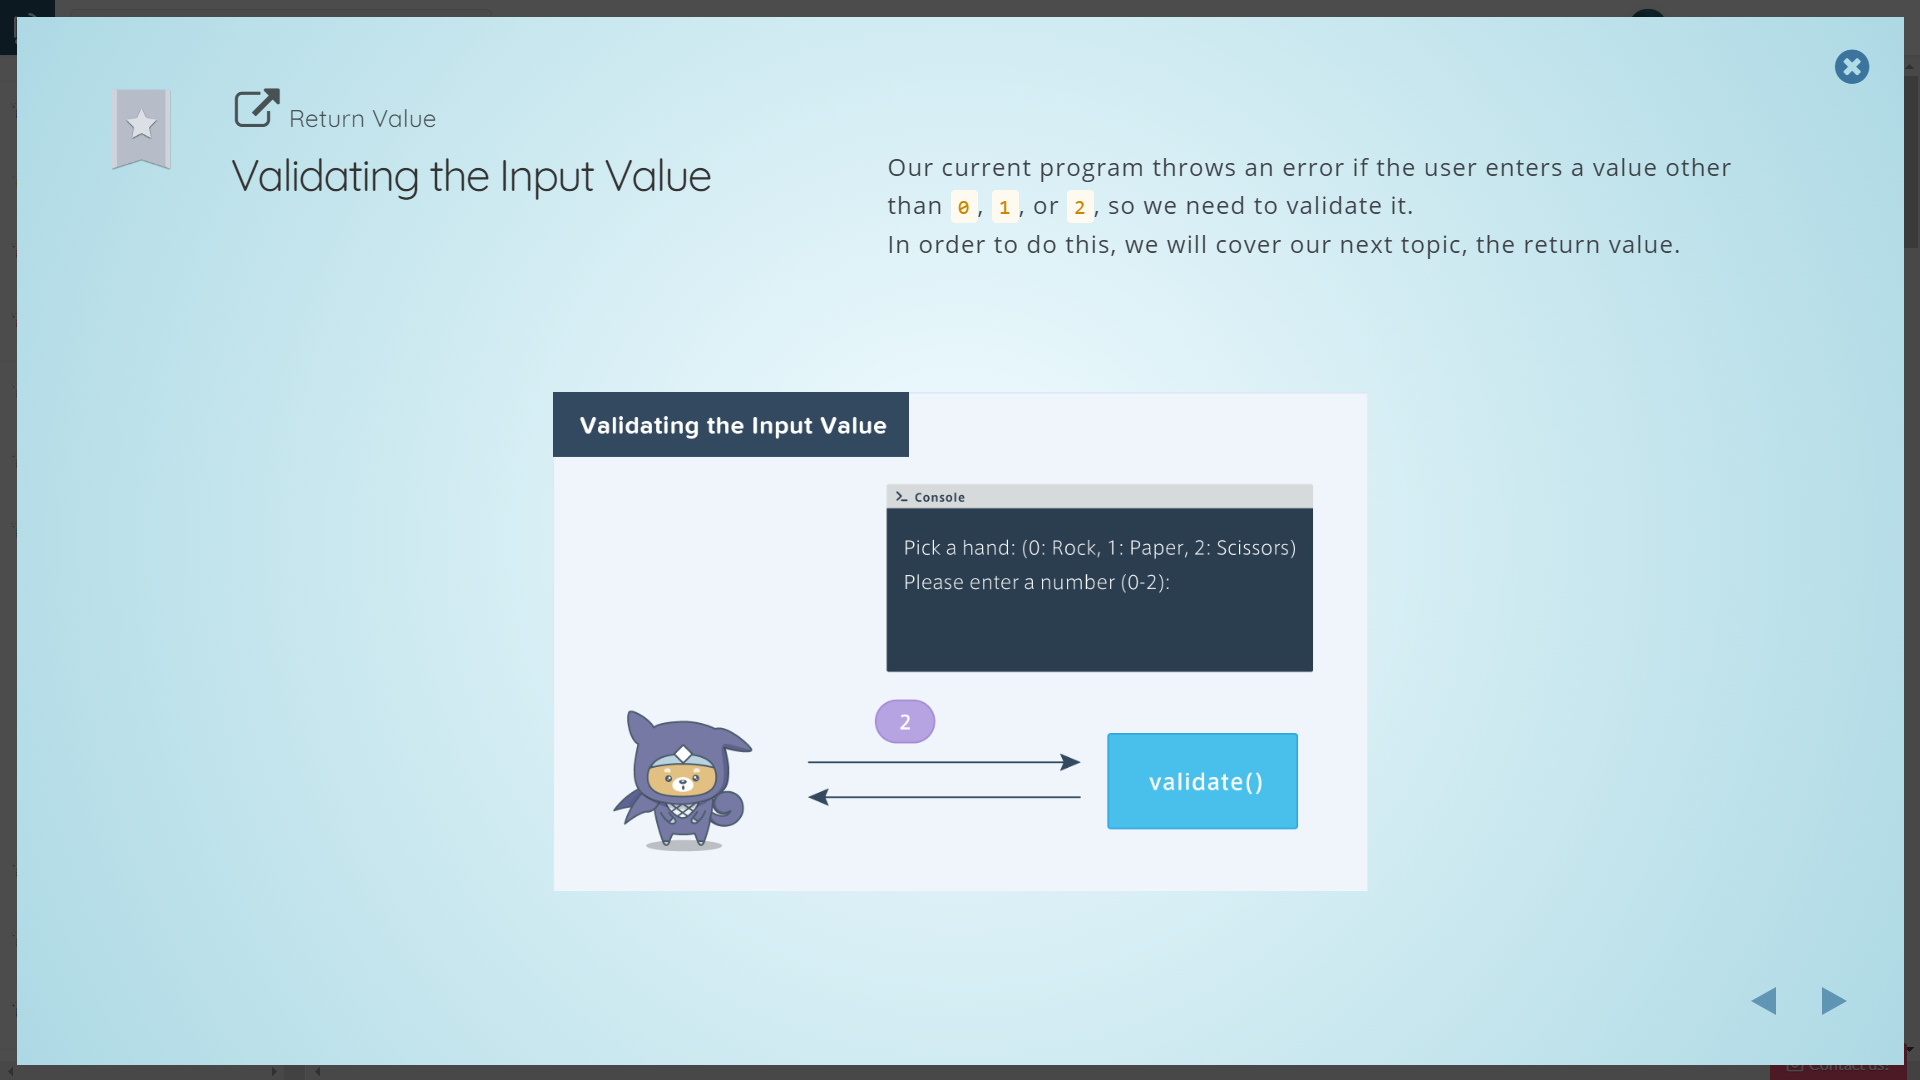 Return Value
Validating the Input Value
Our current program throws an error if the user enters a value other
than 0, 1, or 2, so we need to validate it.
In order to do this, we will cover our next topic, the return value.
Validating the Input Value
Console
Pick a hand: (0: Rock, 1: Paper, 2: Scissors)
Please enter a number (0-2):
2
validate()
Contact us!